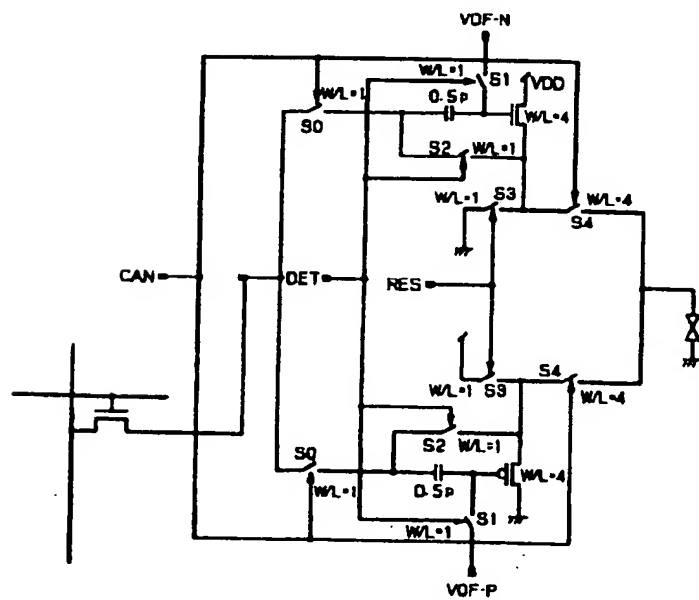 VOF-N
W/L=1 S1 VDD
W/L=1 0.5p W/L=4
S0
S2 W/L=1
W/L=1 S3 W/L=4
S4
CAN DET RES
S4
W/L=1 S3 W/L=4
S0 S2 W/L=1
W/L=1 0.5p W/L=4
W/L=1 S1
VOF-P